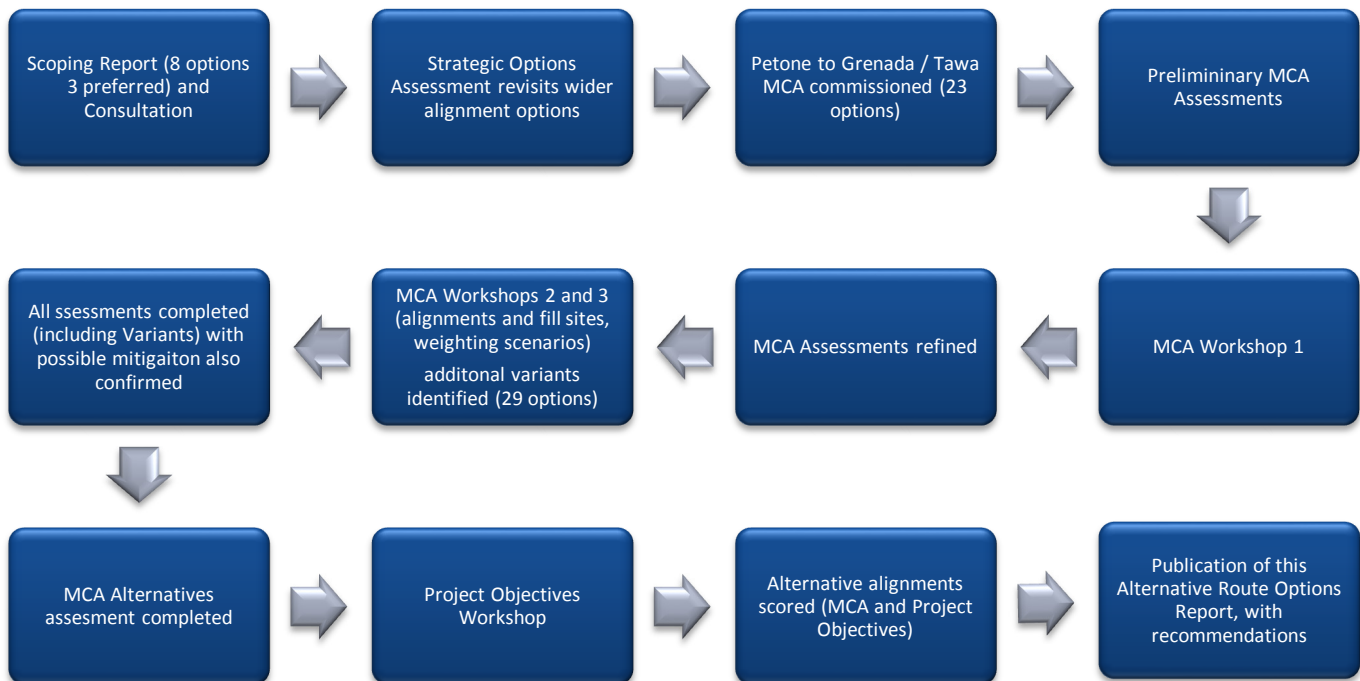 Scoping Report (8 options
3 preferred) and
Consultation
Strategic Options
Assessment revisits wider
alignment options
Petone to Grenada / Tawa
MCA commissioned (23
options)
Prelimininary MCA
Assessments
MCA Workshop 1
MCA Assessments refined
MCA Workshops 2 and 3
(alignments and fill sites,
weighting scenarios)
additonal variants
identified (29 options)
All ssessments completed
(including Variants) with
possible mitigaiton also
confirmed
MCA Alternatives
assesment completed
Project Objectives
Workshop
Alternative alignments
scored (MCA and Project
Objectives)
Publication of this
Alternative Route Options
Report, with
recommendations